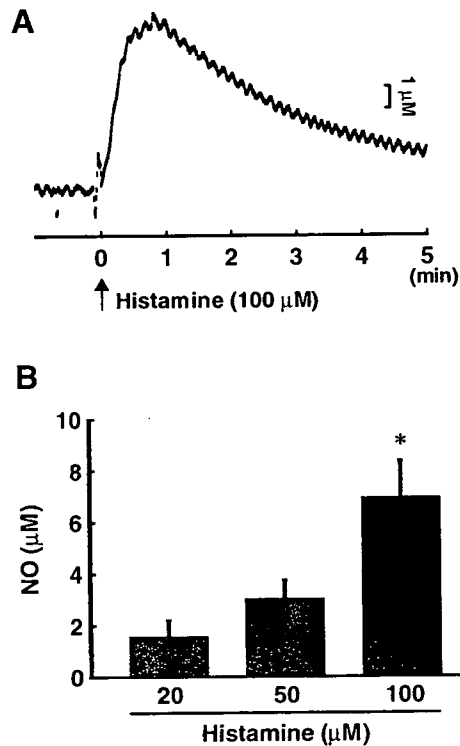 A
1 μM
0 1 2 3 4 5
(min)
Histamine (100 μM)
B
10
8
6
4
2
0
NO (μM)
*
20 50 100
Histamine (μM)